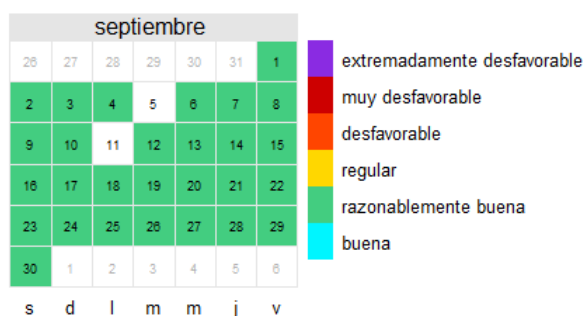 septiembre
26 27 28 29 30 31 1
2 3 4 5 6 7 8
9 10 11 12 13 14 15
16 17 18 19 20 21 22
23 24 25 26 27 28 29
30 1 2 3 4 5 6
s d l m m j v
extremadamente desfavorable
muy desfavorable
desfavorable
regular
razonablemente buena
buena